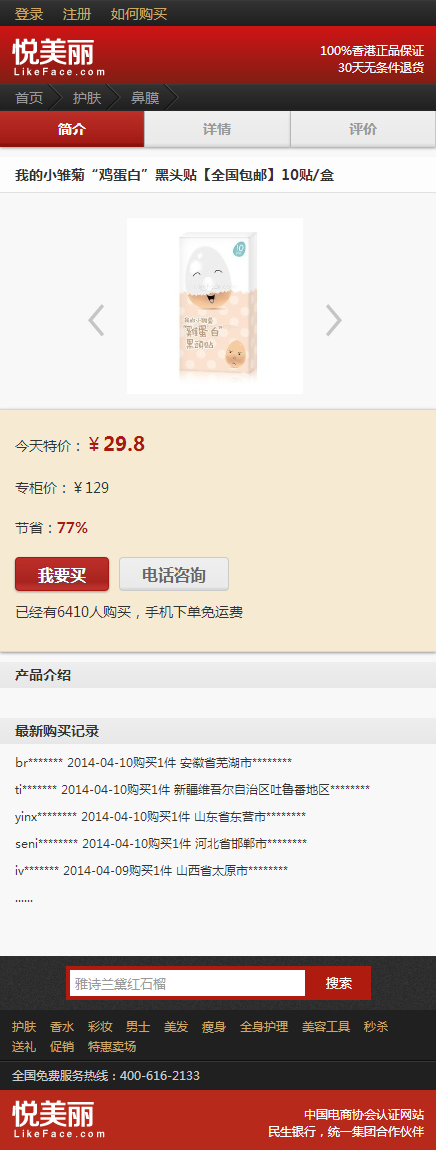 登录 注册 如何购买
悦美丽
LikeFace.com
100%香港正品保证
30天无条件退货
首页 护肤 鼻膜
简介 详情 评价
我的小雏菊“鸡蛋白”黑头贴【全国包邮】10贴/盒
10
我的小雏菊
“雞蛋白”
黑頭貼
今天特价：￥29.8
专柜价：￥129
节省：77%
我要买 电话咨询
已经有6410人购买，手机下单免运费
产品介绍
最新购买记录
br******* 2014-04-10购买1件 安徽省芜湖市********
ti******* 2014-04-10购买1件 新疆维吾尔自治区吐鲁番地区********
yinx******** 2014-04-10购买1件 山东省东营市********
seni******** 2014-04-10购买1件 河北省邯郸市********
iv******* 2014-04-09购买1件 山西省太原市********
......
雅诗兰黛红石榴 搜索
护肤 香水 彩妆 男士 美发 瘦身 全身护理 美容工具 秒杀
送礼 促销 特惠卖场
全国免费服务热线：400-616-2133
悦美丽
LikeFace.com
中国电商协会认证网站
民生银行，统一集团合作伙伴